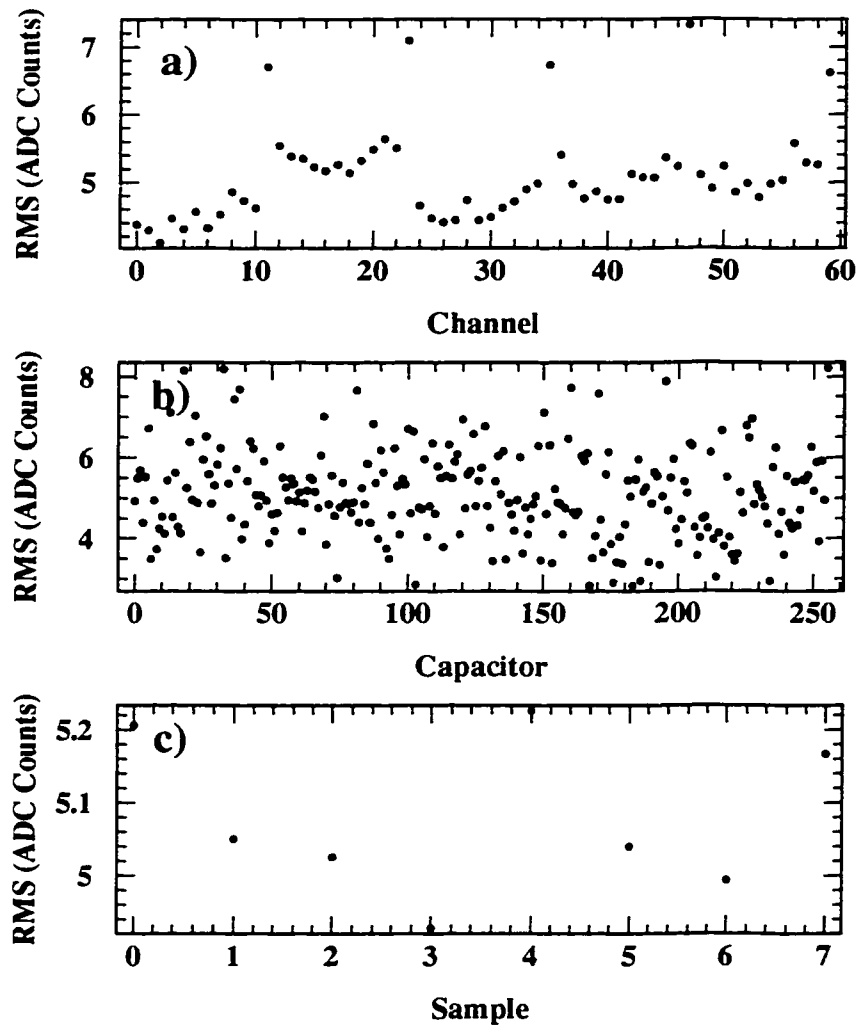 RMS (ADC Counts)
a)
7
6
5
0 10 20 30 40 50 60
Channel
RMS (ADC Counts)
b)
8
6
4
0 50 100 150 200 250
Capacitor
RMS (ADC Counts)
c)
5.2
5.1
5
0 1 2 3 4 5 6 7
Sample